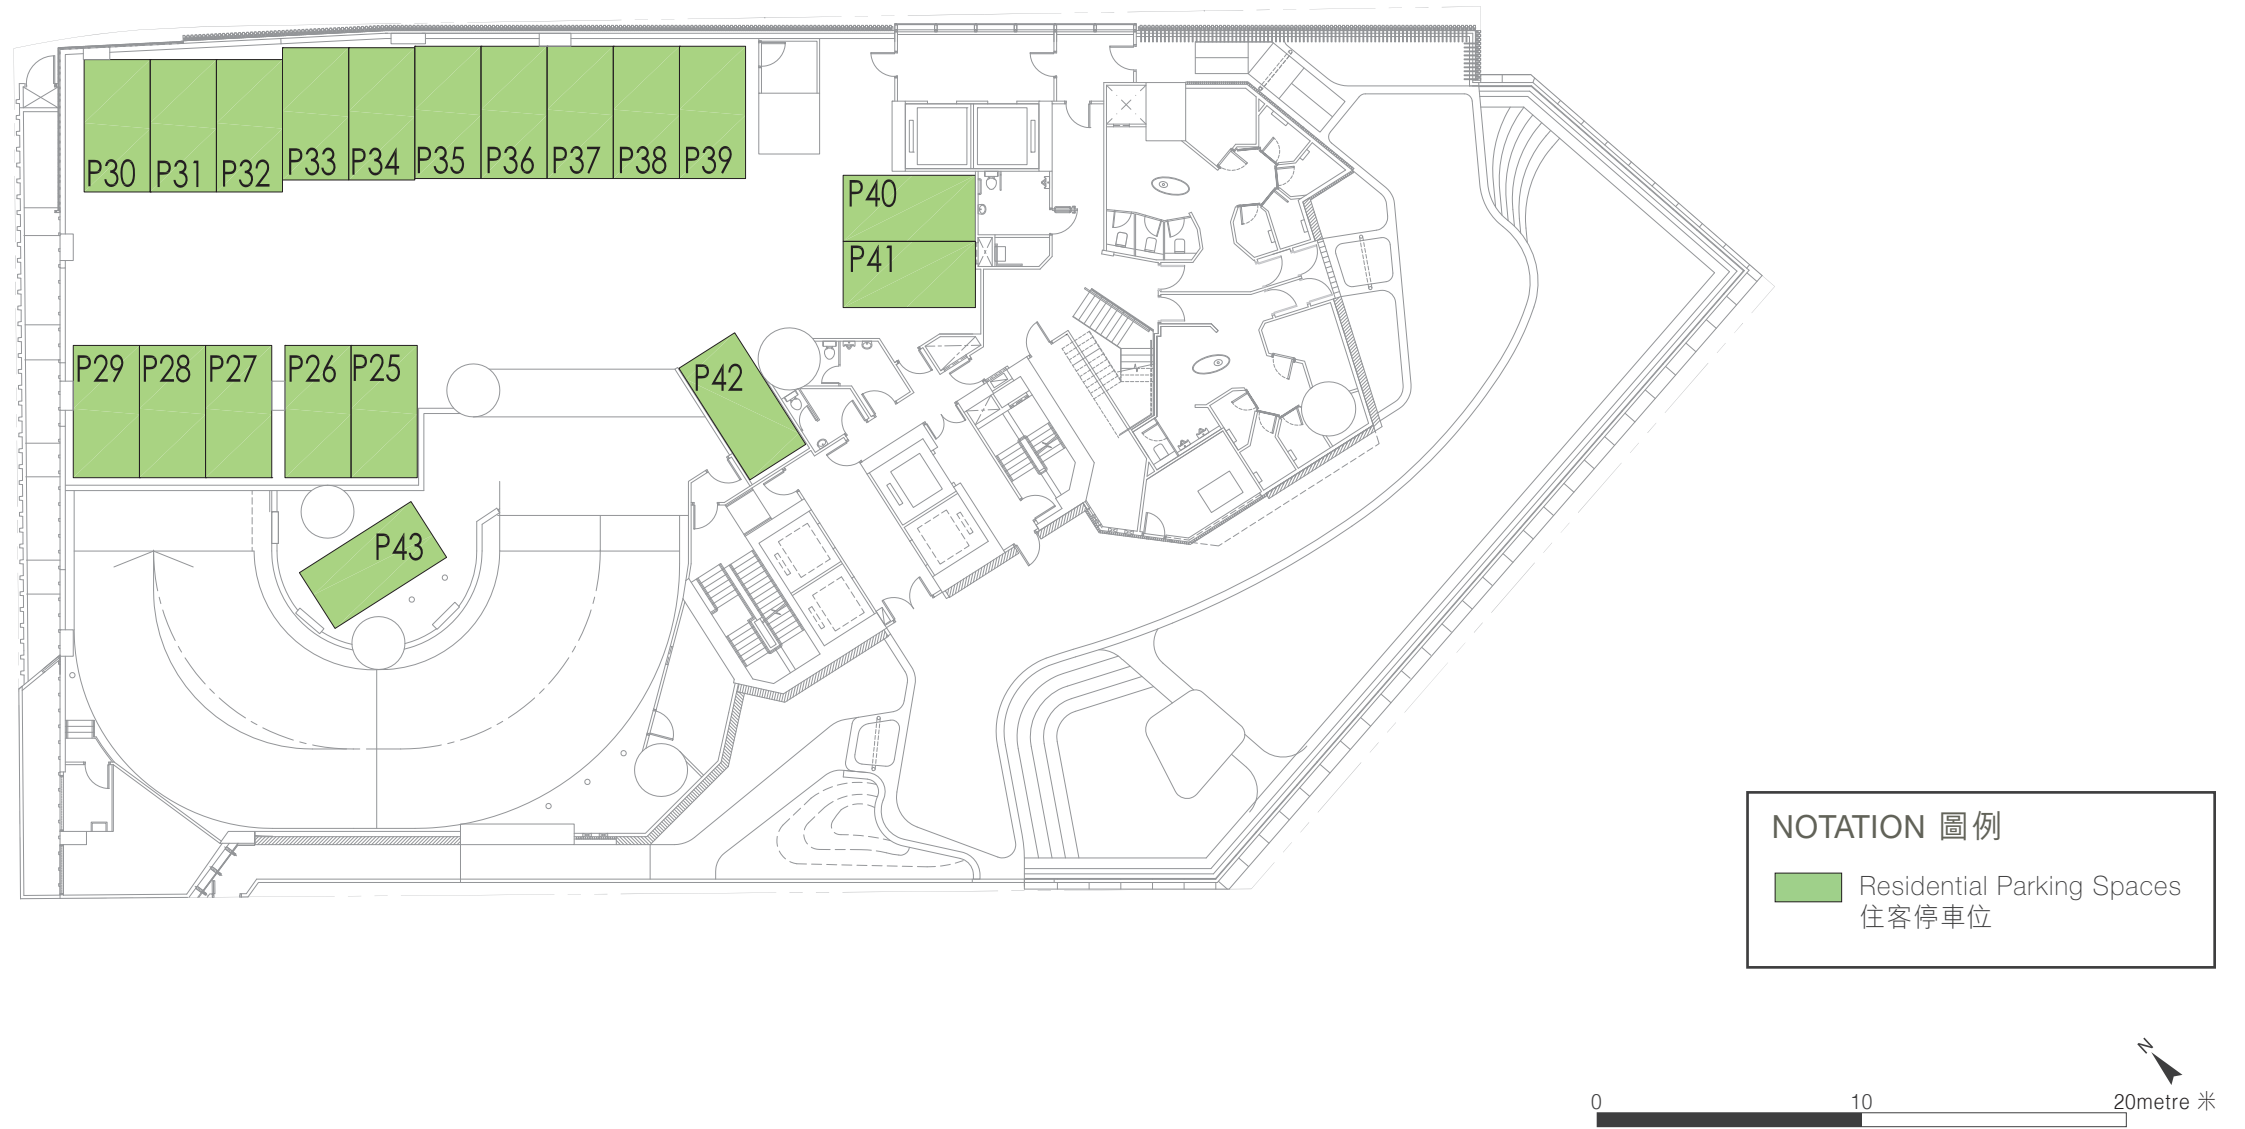 P30 P31 P32 P33 P34 P35 P36 P37 P38 P39
P40
P41
P29 P28 P27 P26 P25
P42
P43
NOTATION 圖例
Residential Parking Spaces
住客停車位
N
0 10 20metre 米